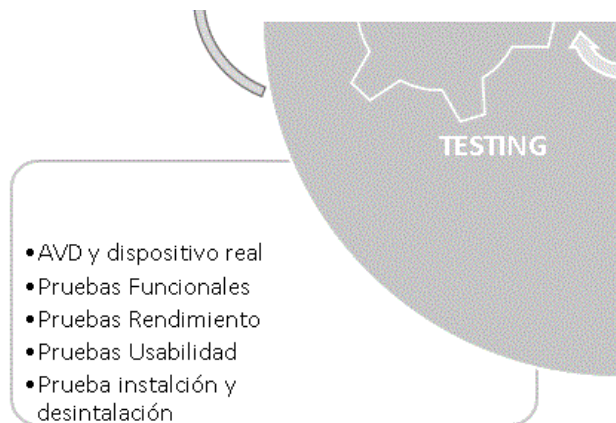 TESTING
•AVD y dispositivo real
•Pruebas Funcionales
•Pruebas Rendimiento
•Pruebas Usabilidad
•Prueba instalción y
desintalación